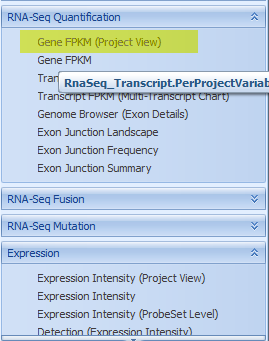 RNA-Seq Quantification
Gene FPKM (Project View)
Gene FPKM
RnaSeq_Transcript.PerProjectVariab
Transcript FPKM (Multi-Transcript Chart)
Genome Browser (Exon Details)
Exon Junction Landscape
Exon Junction Frequency
Exon Junction Summary
RNA-Seq Fusion
RNA-Seq Mutation
Expression
Expression Intensity (Project View)
Expression Intensity
Expression Intensity (ProbeSet Level)
Detection (Expression Intensity)